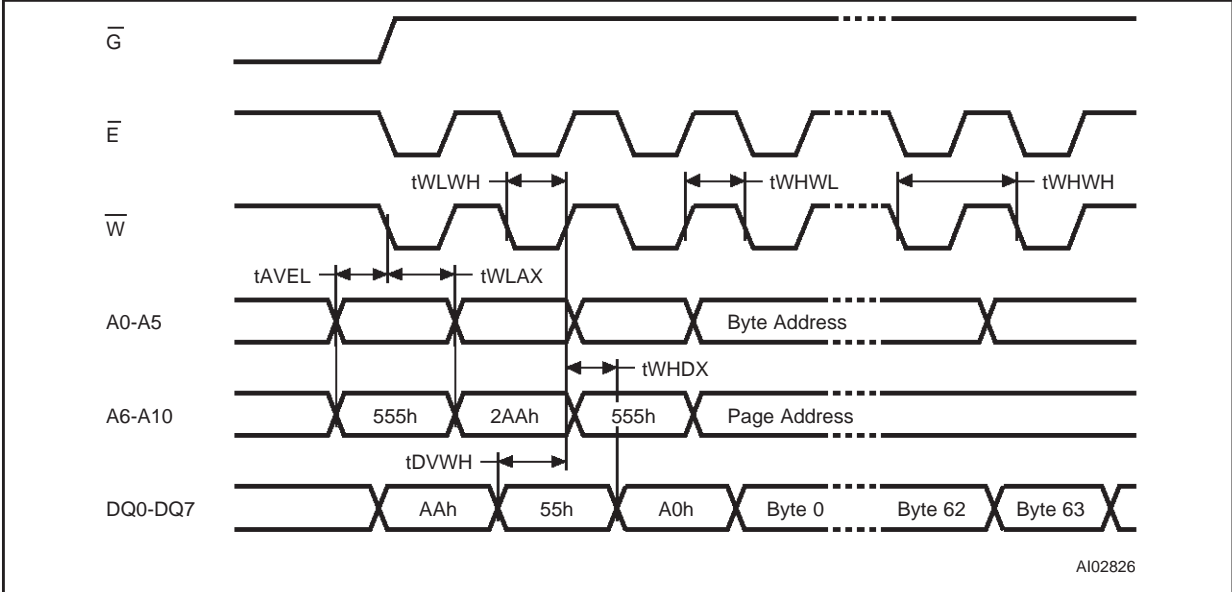 G
E
tWLWH
tWHWL
tWHWH
W
tAVEL
tWLAX
A0-A5
Byte Address
tWHDX
A6-A10
555h
2AAh
555h
Page Address
tDVWH
DQ0-DQ7
AAh
55h
A0h
Byte 0
Byte 62
Byte 63
AI02826